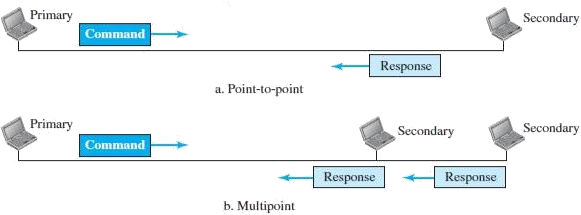 Primary
Secondary
Command
Response
a. Point-to-point
Primary
Secondary
Secondary
Command
Response
Response
b. Multipoint